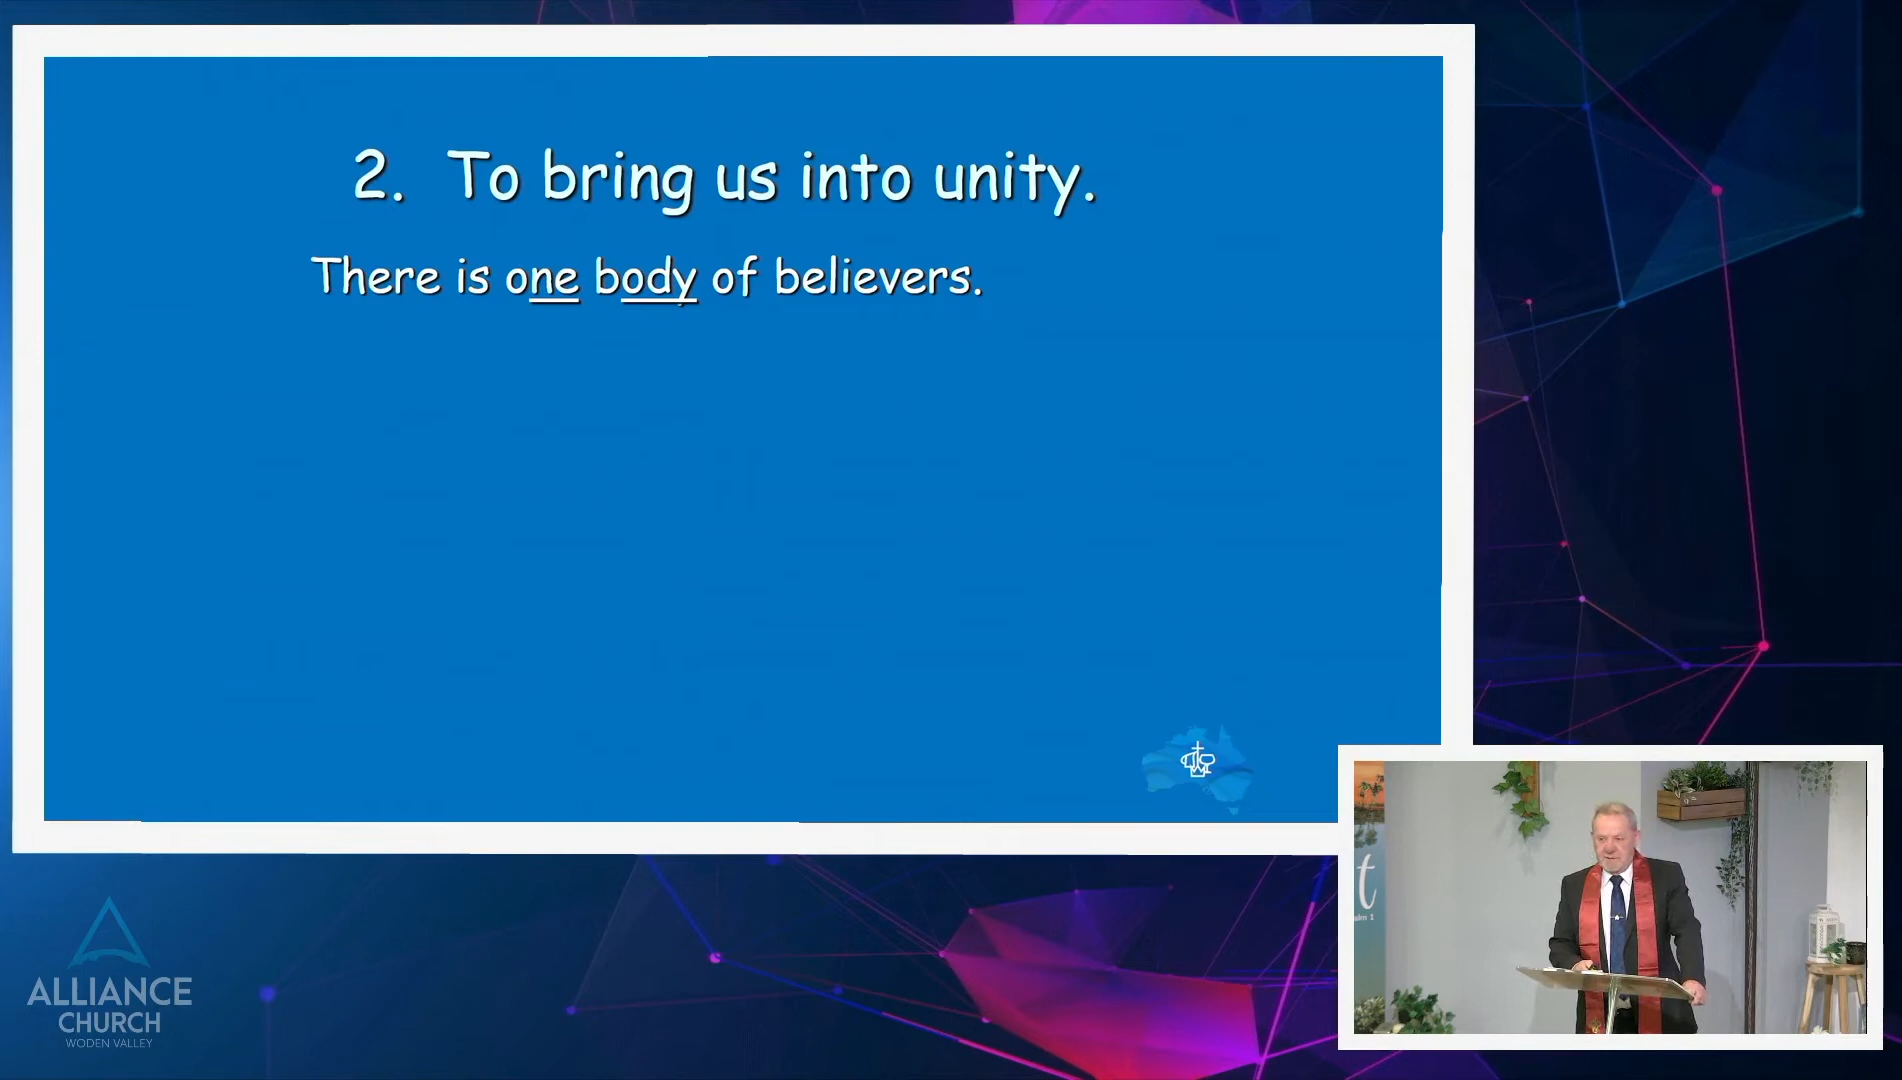 2. To bring us into unity.
There is one body of believers.
ALLIANCE
CHURCH
WODEN VALLEY
t